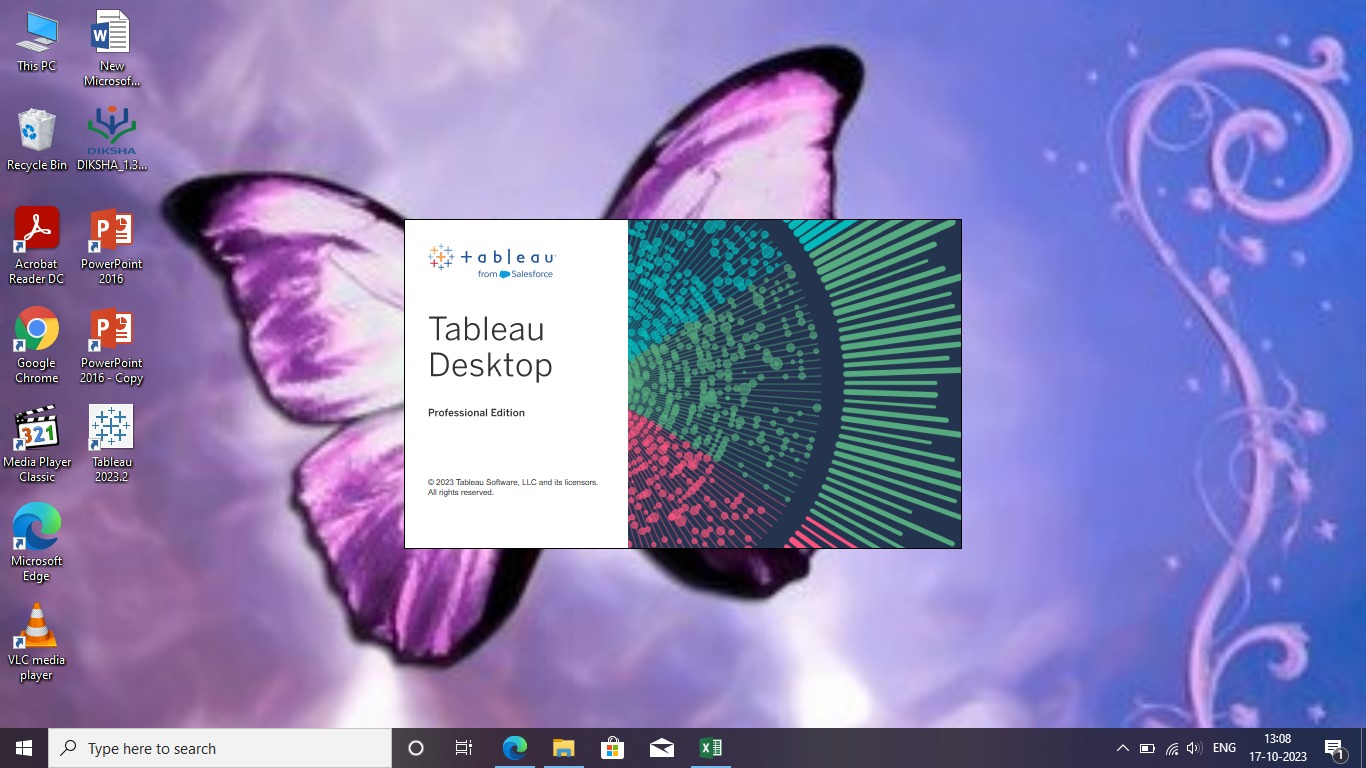 This PC
New
Microsof...
Recycle Bin
DIKSHA
DIKSHA_1.3...
Acrobat
Reader DC
PowerPoint
2016
Google
Chrome
PowerPoint
2016 - Copy
321
Media Player
Classic
Tableau
2023.2
Microsoft
Edge
VLC media
player
+ableau
from Salesforce
Tableau
Desktop
Professional Edition
© 2023 Tableau Software, LLC and its licensors.
All rights reserved.
Type here to search
ENG
13:08
17-10-2023
1